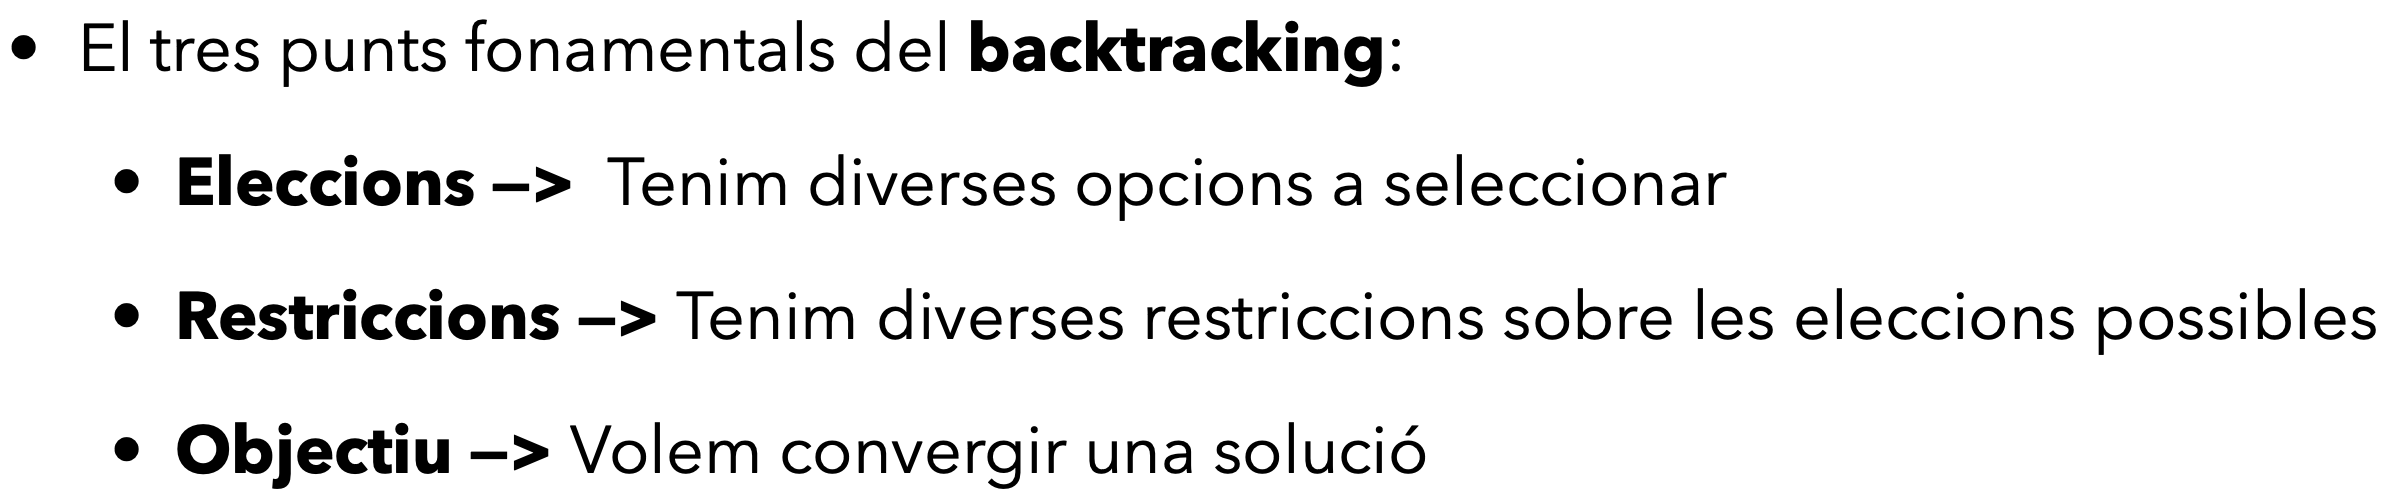 • El tres punts fonamentals del backtracking:
• Eleccions —> Tenim diverses opcions a seleccionar
• Restriccions —> Tenim diverses restriccions sobre les eleccions possibles
• Objectiu —> Volem convergir una solució